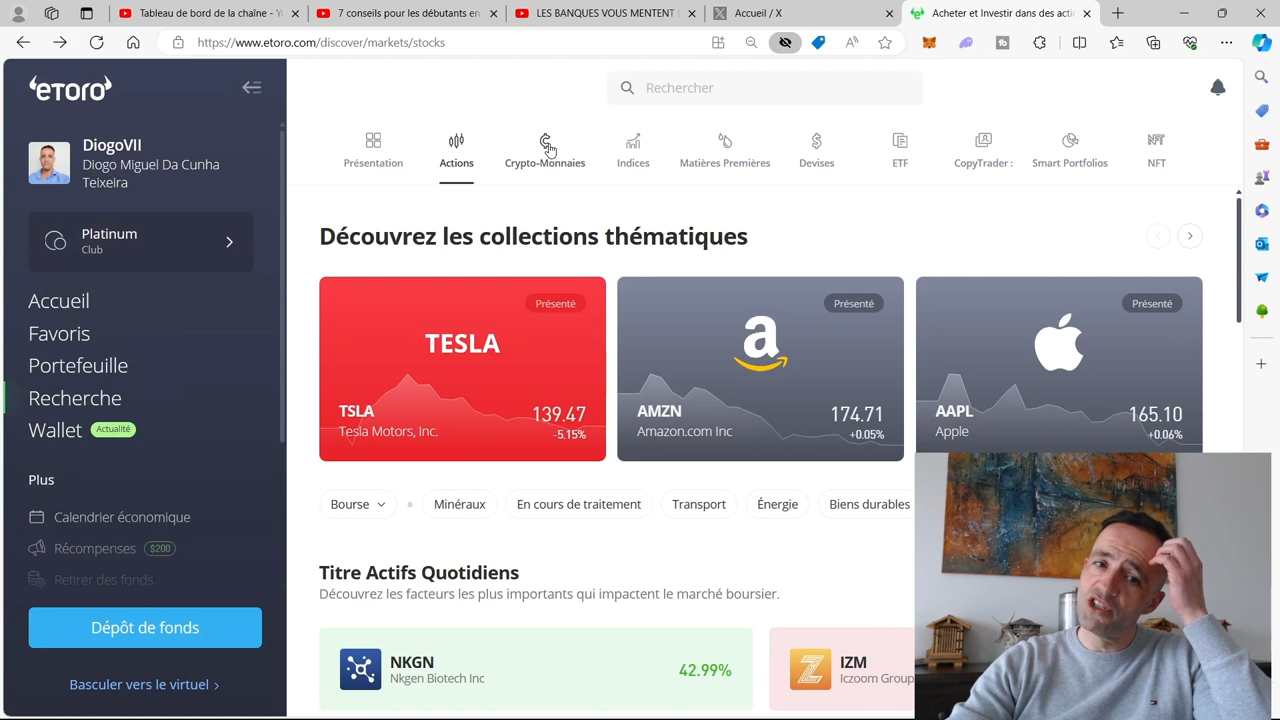 Tableau de bord de la chaîne - Y
7 conseils pour les débutants en
LES BANQUES VOUS MENTENT
Accueil / X
Acheter et Investir dans des acti
https://www.etoro.com/discover/markets/stocks
eTORO
DiogoVII
Diogo Miguel Da Cunha
Teixeira
Platinum
Club
Accueil
Favoris
Portefeuille
Recherche
Wallet
Actualité
Plus
Calendrier économique
Récompenses
$200
Retirer des fonds
Dépôt de fonds
Basculer vers le virtuel
Rechercher
Présentation
Actions
Crypto-Monnaies
Indices
Matières Premières
Devises
ETF
CopyTrader :
Smart Portfolios
NFT
NFT
Découvrez les collections thématiques
Présenté
TESLA
TSLA
139.47
Tesla Motors, Inc.
-5.15%
Présenté
a
AMZN
174.71
Amazon.com Inc
+0.05%
Présenté
AAPL
165.10
Apple
+0.06%
Bourse
Minéraux
En cours de traitement
Transport
Énergie
Biens durables
Titre Actifs Quotidiens
Découvrez les facteurs les plus importants qui impactent le marché boursier.
NKGN
Nkgen Biotech Inc
42.99%
IZM
Iczoom Group